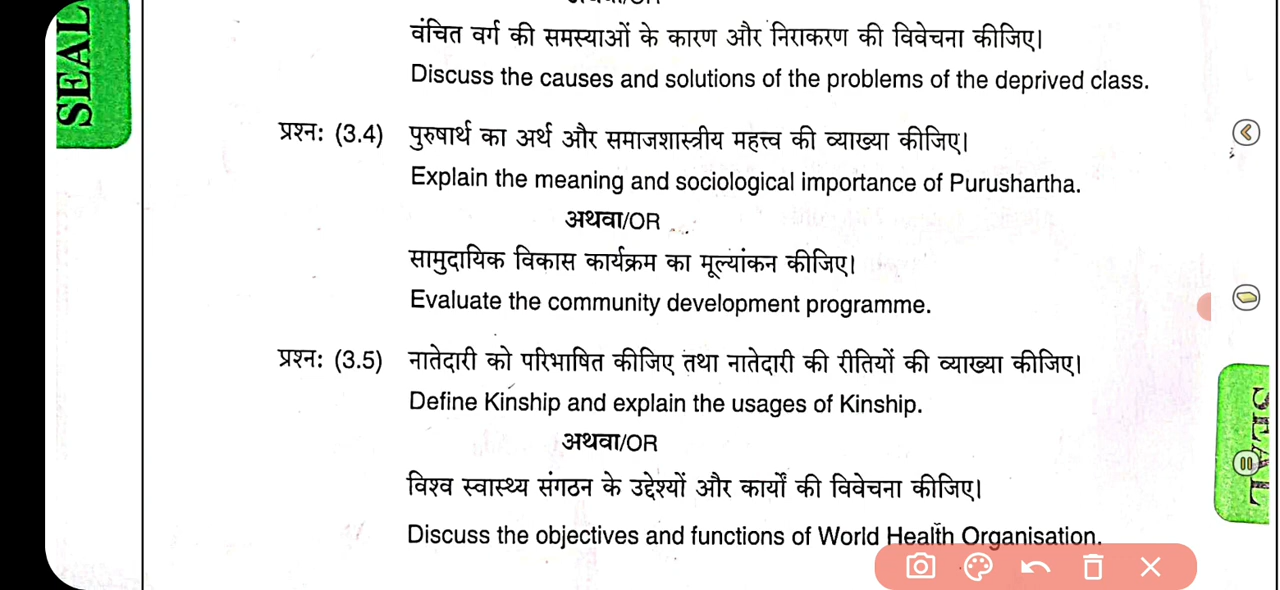 SEAL
वंचित वर्ग की समस्याओं के कारण और निराकरण की विवेचना कीजिए।
Discuss the causes and solutions of the problems of the deprived class.
प्रश्न: (3.4) पुरुषार्थ का अर्थ और समाजशास्त्रीय महत्त्व की व्याख्या कीजिए।
Explain the meaning and sociological importance of Purushartha.
अथवा/OR
सामुदायिक विकास कार्यक्रम का मूल्यांकन कीजिए।
Evaluate the community development programme.
प्रश्न: (3.5) नातेदारी को परिभाषित कीजिए तथा नातेदारी की रीतियों की व्याख्या कीजिए।
Define Kinship and explain the usages of Kinship.
अथवा/OR
विश्व स्वास्थ्य संगठन के उद्देश्यों और कार्यों की विवेचना कीजिए।
Discuss the objectives and functions of World Health Organisation.